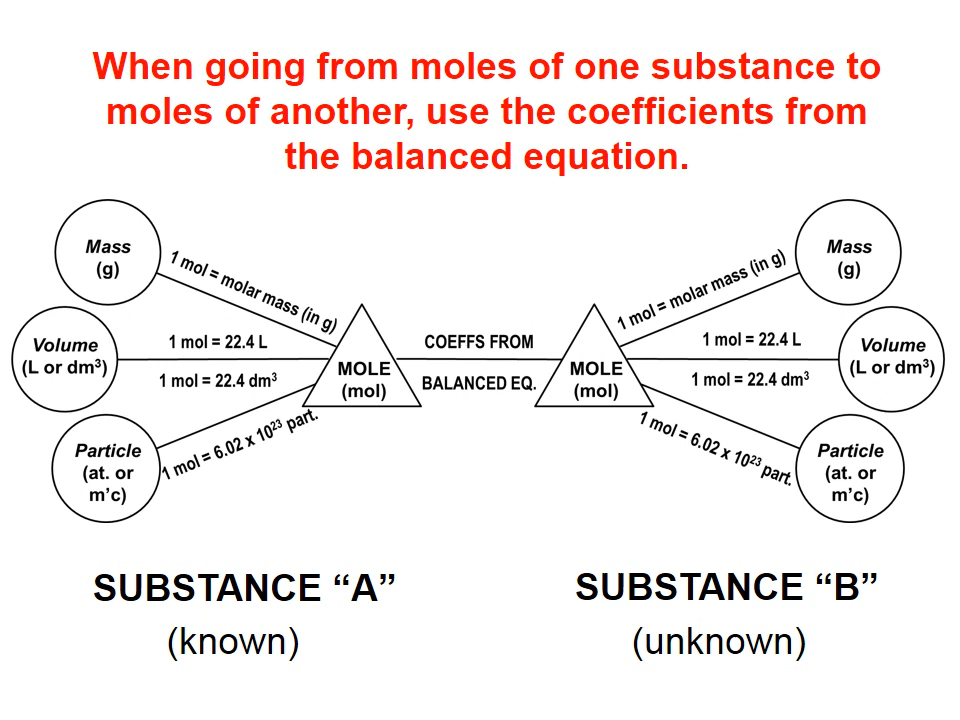 When going from moles of one substance to
moles of another, use the coefficients from
the balanced equation.
Mass
(g)
1 mol = molar mass (in g)
Volume
(L or dm³)
1 mol = 22.4 L
1 mol = 22.4 dm³
Particle
(at. or
m’c)
1 mol = 6.02 x 10²³ part.
MOLE
(mol)
COEFFS FROM
BALANCED EQ.
MOLE
(mol)
1 mol = molar mass (in g)
Mass
(g)
1 mol = 22.4 L
1 mol = 22.4 dm³
Volume
(L or dm³)
1 mol = 6.02 x 10²³ part.
Particle
(at. or
m’c)
SUBSTANCE “A”
(known)
SUBSTANCE “B”
(unknown)